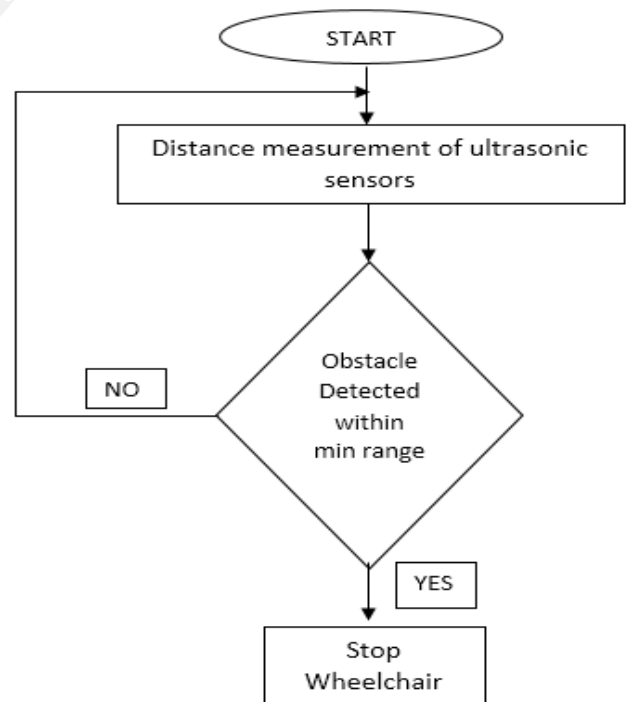 START
Distance measurement of ultrasonic
sensors
Obstacle
Detected
within
min range
NO
YES
Stop
Wheelchair